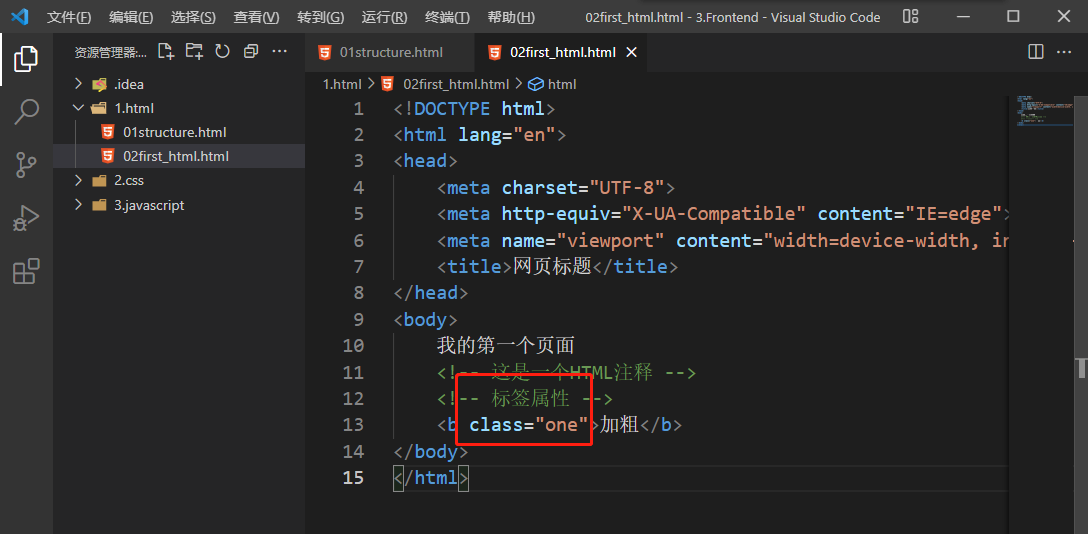 文件(F) 编辑(E) 选择(S) 查看(V) 转到(G) 运行(R) 终端(T) 帮助(H) 02first_html.html - 3.Frontend - Visual Studio Code
资源管理器:...
.idea
1.html
01structure.html
02first_html.html
2.css
3.javascript
01structure.html 02first_html.html
1.html > 02first_html.html > html
1 <!DOCTYPE html>
2 <html lang="en">
3 <head>
4 <meta charset="UTF-8">
5 <meta http-equiv="X-UA-Compatible" content="IE=edge">
6 <meta name="viewport" content="width=device-width, in
7 <title>网页标题</title>
8 </head>
9 <body>
10 我的第一个页面
11 <!-- 这是一个HTML注释 -->
12 <!-- 标签属性 -->
13 <b class="one">加粗</b>
14 </body>
15 </html>